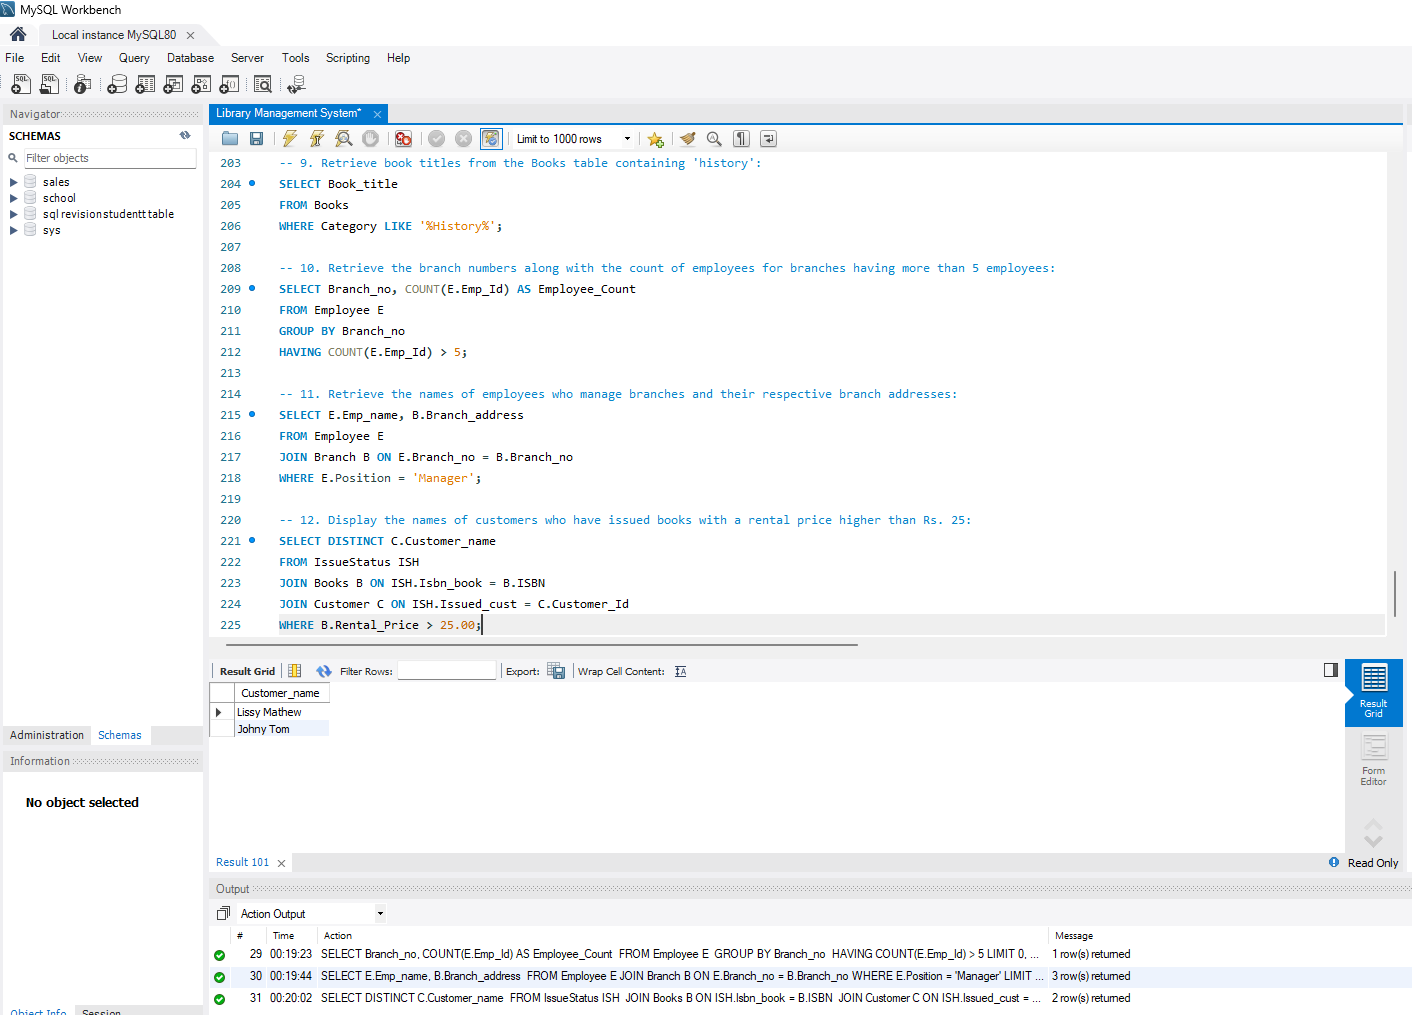 MySQL Workbench
Local instance MySQL80
File Edit View Query Database Server Tools Scripting Help
Navigator
SCHEMAS
Filter objects
sales
school
sql revisionstudentt table
sys
Administration Schemas
Information
No object selected
Object Info Session
Library Management System*
Limit to 1000 rows
203 -- 9. Retrieve book titles from the Books table containing 'history':
204 SELECT Book_title
205 FROM Books
206 WHERE Category LIKE '%History%';
207
208 -- 10. Retrieve the branch numbers along with the count of employees for branches having more than 5 employees:
209 SELECT Branch_no, COUNT(E.Emp_Id) AS Employee_Count
210 FROM Employee E
211 GROUP BY Branch_no
212 HAVING COUNT(E.Emp_Id) > 5;
213
214 -- 11. Retrieve the names of employees who manage branches and their respective branch addresses:
215 SELECT E.Emp_name, B.Branch_address
216 FROM Employee E
217 JOIN Branch B ON E.Branch_no = B.Branch_no
218 WHERE E.Position = 'Manager';
219
220 -- 12. Display the names of customers who have issued books with a rental price higher than Rs. 25:
221 SELECT DISTINCT C.Customer_name
222 FROM IssueStatus ISH
223 JOIN Books B ON ISH.Isbn_book = B.ISBN
224 JOIN Customer C ON ISH.Issued_cust = C.Customer_Id
225 WHERE B.Rental_Price > 25.00;
Result Grid Filter Rows: Export: Wrap Cell Content:
Customer_name
Lissy Mathew
Johny Tom
Result
Grid
Form
Editor
Result 101
Read Only
Output
Action Output
# Time Action Message
29 00:19:23 SELECT Branch_no, COUNT(E.Emp_Id) AS Employee_Count FROM Employee E GROUP BY Branch_no HAVING COUNT(E.Emp_Id) > 5 LIMIT 0, ... 1 row(s) returned
30 00:19:44 SELECT E.Emp_name, B.Branch_address FROM Employee E JOIN Branch B ON E.Branch_no = B.Branch_no WHERE E.Position = 'Manager' LIMIT ... 3 row(s) returned
31 00:20:02 SELECT DISTINCT C.Customer_name FROM IssueStatus ISH JOIN Books B ON ISH.Isbn_book = B.ISBN JOIN Customer C ON ISH.Issued_cust = ... 2 row(s) returned